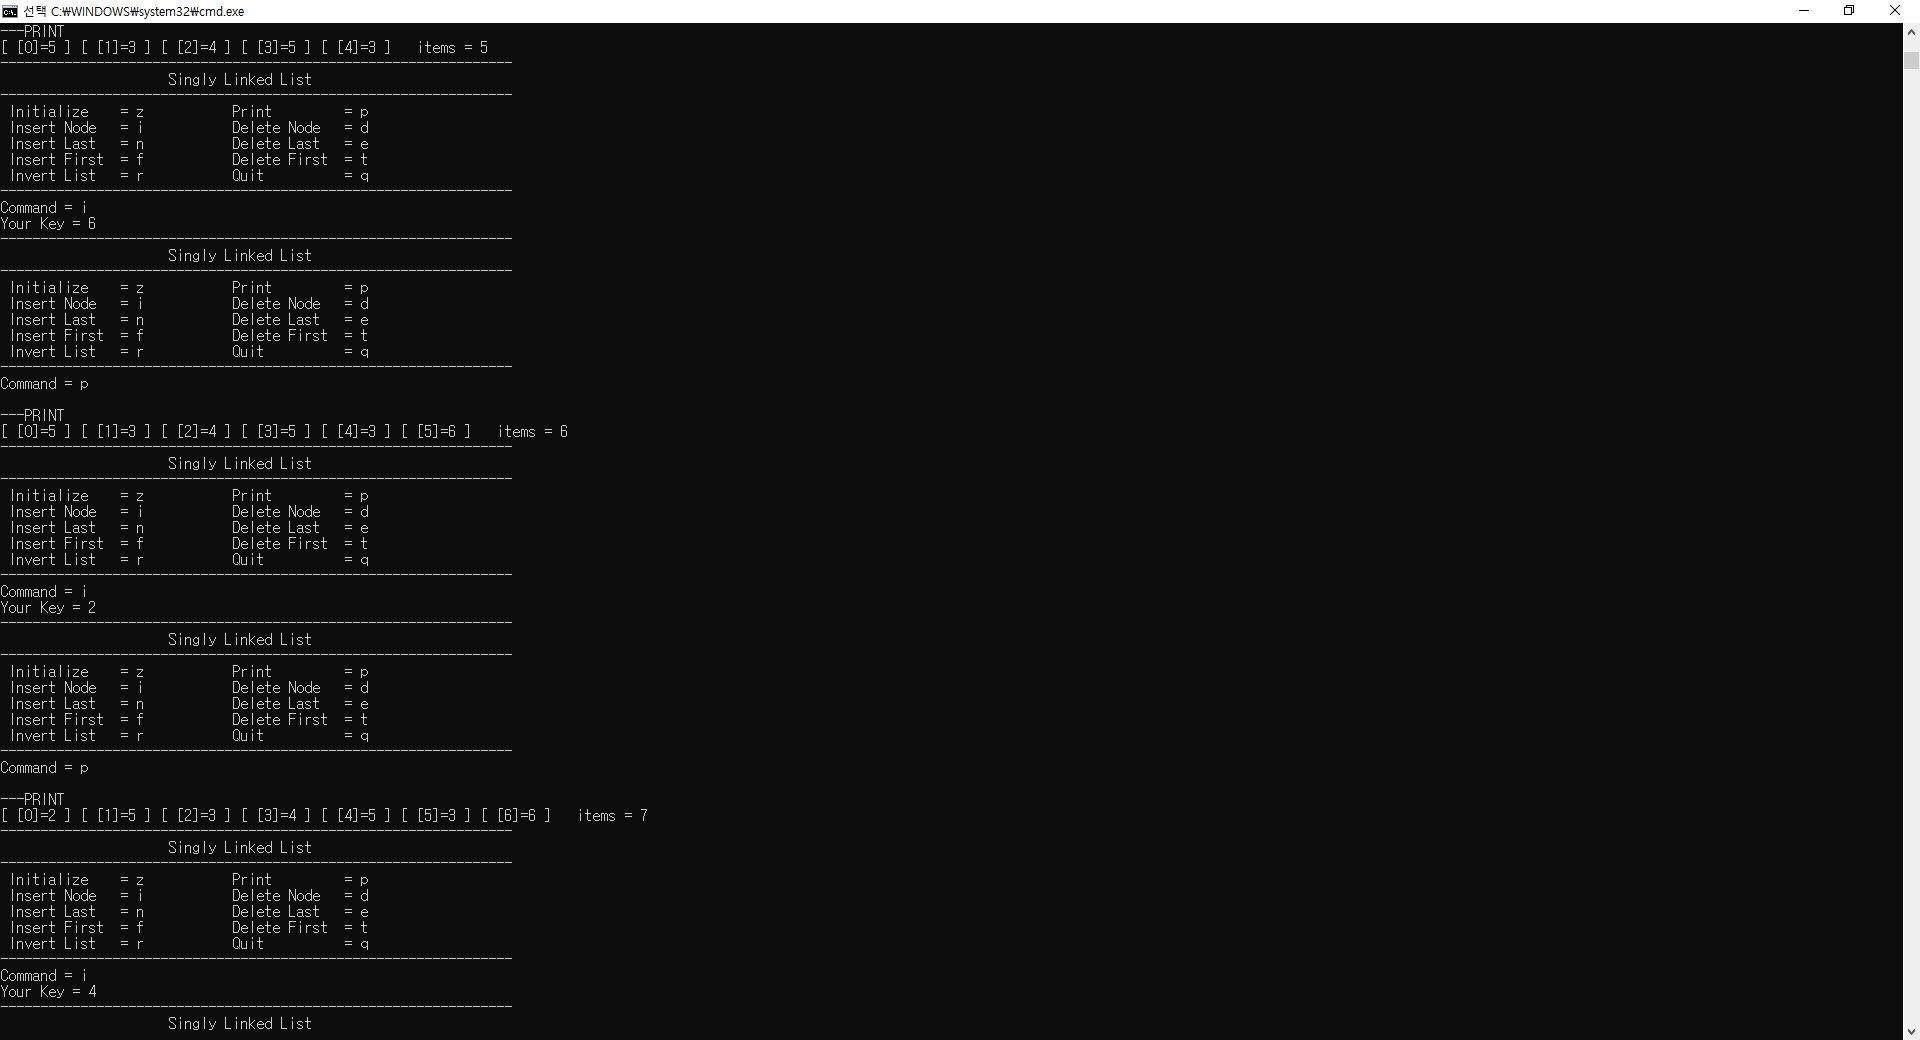 선택 C:₩WINDOWS₩system32₩cmd.exe
---PRINT
[ [0]=5 ] [ [1]=3 ] [ [2]=4 ] [ [3]=5 ] [ [4]=3 ]   items = 5
----------------------------------------------------------------
                     Singly Linked List
----------------------------------------------------------------
 Initialize    = z           Print         = p
 Insert Node   = i           Delete Node   = d
 Insert Last   = n           Delete Last   = e
 Insert First  = f           Delete First  = t
 Invert List   = r           Quit          = q
----------------------------------------------------------------
Command = i
Your Key = 6
----------------------------------------------------------------
                     Singly Linked List
----------------------------------------------------------------
 Initialize    = z           Print         = p
 Insert Node   = i           Delete Node   = d
 Insert Last   = n           Delete Last   = e
 Insert First  = f           Delete First  = t
 Invert List   = r           Quit          = q
----------------------------------------------------------------
Command = p
---PRINT
[ [0]=5 ] [ [1]=3 ] [ [2]=4 ] [ [3]=5 ] [ [4]=3 ] [ [5]=6 ]   items = 6
----------------------------------------------------------------
                     Singly Linked List
----------------------------------------------------------------
 Initialize    = z           Print         = p
 Insert Node   = i           Delete Node   = d
 Insert Last   = n           Delete Last   = e
 Insert First  = f           Delete First  = t
 Invert List   = r           Quit          = q
----------------------------------------------------------------
Command = i
Your Key = 2
----------------------------------------------------------------
                     Singly Linked List
----------------------------------------------------------------
 Initialize    = z           Print         = p
 Insert Node   = i           Delete Node   = d
 Insert Last   = n           Delete Last   = e
 Insert First  = f           Delete First  = t
 Invert List   = r           Quit          = q
----------------------------------------------------------------
Command = p
---PRINT
[ [0]=2 ] [ [1]=5 ] [ [2]=3 ] [ [3]=4 ] [ [4]=5 ] [ [5]=3 ] [ [6]=6 ]   items = 7
----------------------------------------------------------------
                     Singly Linked List
----------------------------------------------------------------
 Initialize    = z           Print         = p
 Insert Node   = i           Delete Node   = d
 Insert Last   = n           Delete Last   = e
 Insert First  = f           Delete First  = t
 Invert List   = r           Quit          = q
----------------------------------------------------------------
Command = i
Your Key = 4
----------------------------------------------------------------
                     Singly Linked List